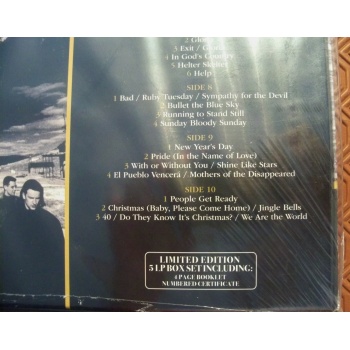 2 Gloria
3 Exit / Gloria
4 In God's Country
5 Helter Skelter
6 Help
SIDE 8
1 Bad / Ruby Tuesday / Sympathy for the Devil
2 Bullet the Blue Sky
3 Running to Stand Still
4 Sunday Bloody Sunday
SIDE 9
1 New Year's Day
2 Pride (In the Name of Love)
3 With or Without You / Shine Like Stars
4 El Pueblo Vencerá / Mothers of the Disappeared
SIDE 10
1 People Get Ready
2 Christmas (Baby, Please Come Home) / Jingle Bells
3 40 / Do They Know It's Christmas? / We Are the World
LIMITED EDITION
5 LP BOX SET INCLUDING:
4 PAGE BOOKLET
NUMBERED CERTIFICATE